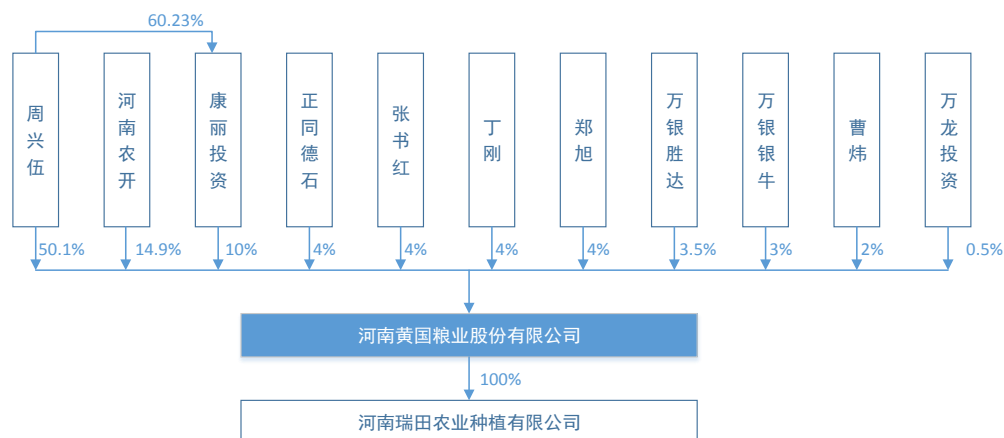 60.23%
周兴伍
河南农开
康丽投资
正同德石
张书红
丁刚
郑旭
万银胜达
万银银牛
曹炜
万龙投资
50.1%
14.9%
10%
4%
4%
4%
4%
3.5%
3%
2%
0.5%
河南黄国粮业股份有限公司
100%
河南瑞田农业种植有限公司